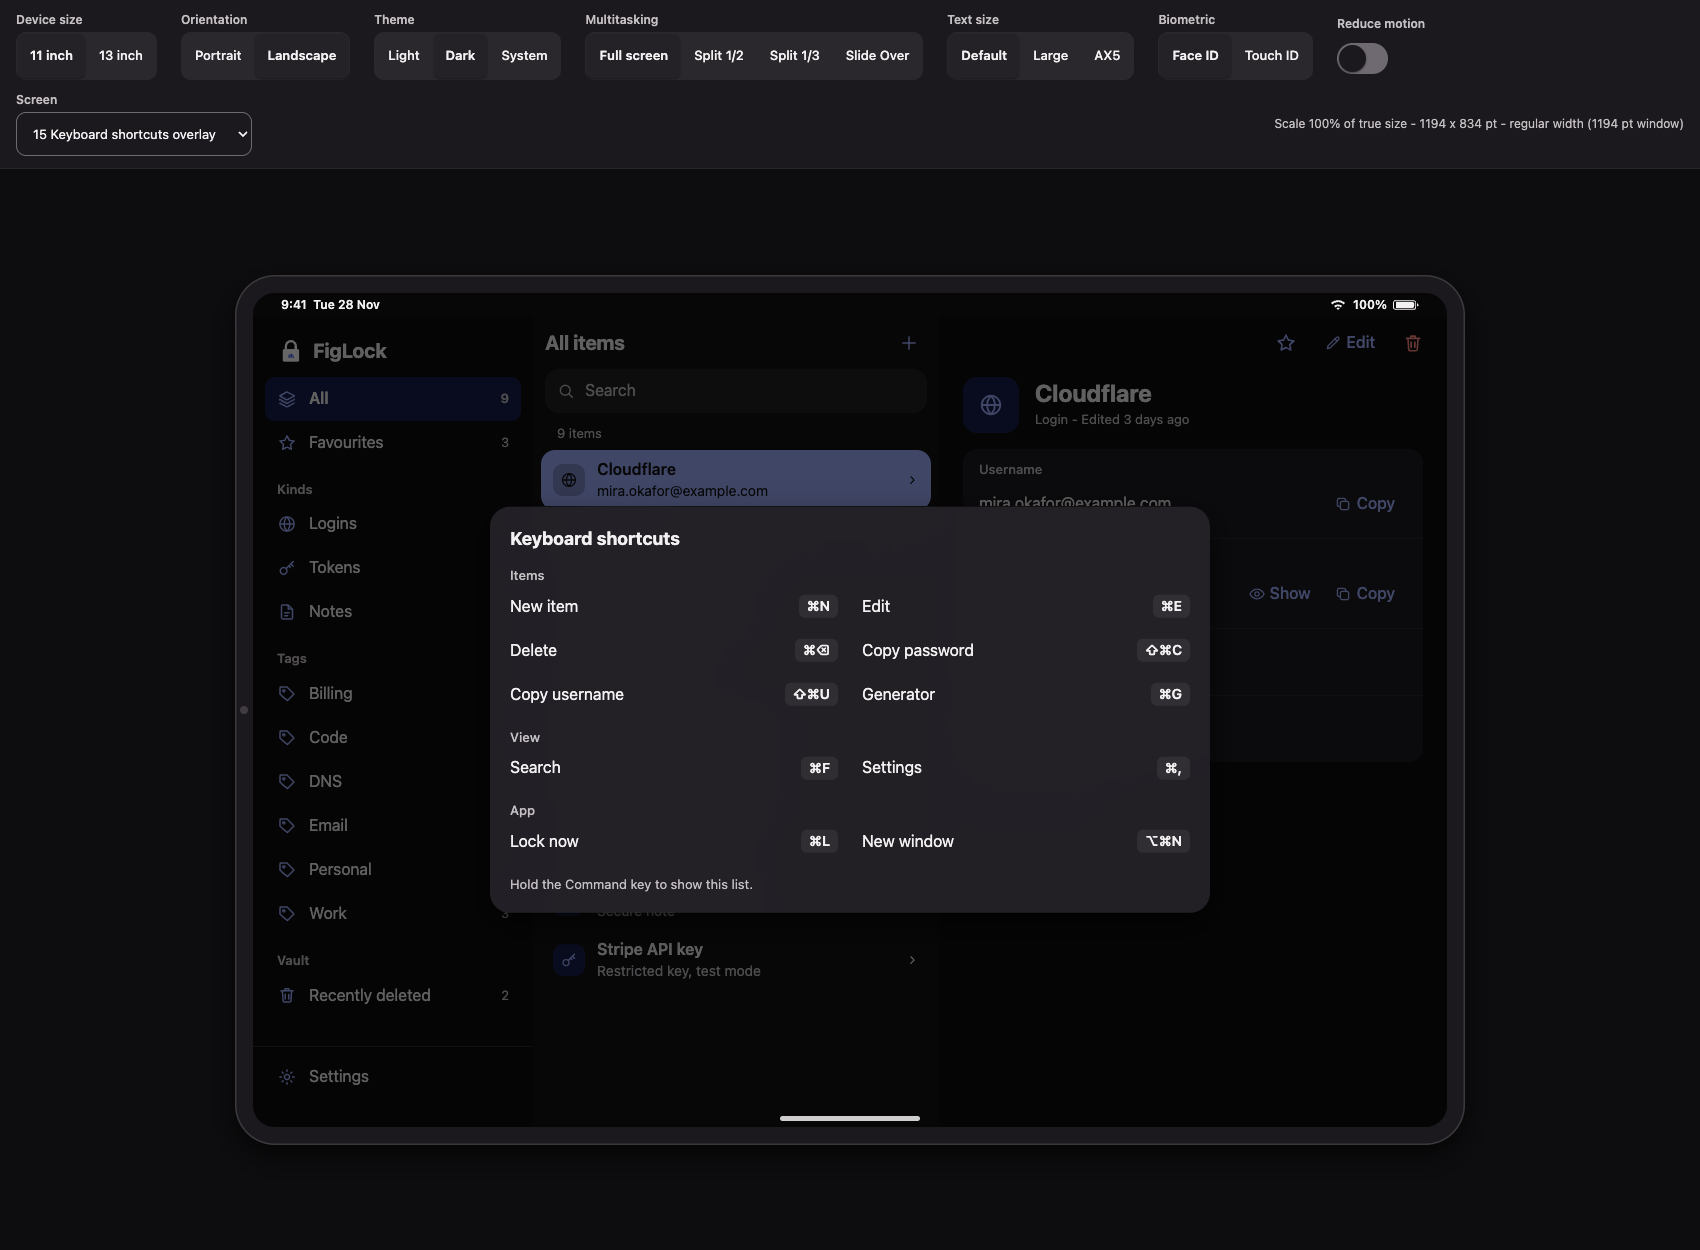 Device size
11 inch 13 inch
Orientation
Portrait Landscape
Theme
Light Dark System
Multitasking
Full screen Split 1/2 Split 1/3 Slide Over
Text size
Default Large AX5
Biometric
Face ID Touch ID
Reduce motion
Screen
15 Keyboard shortcuts overlay
Scale 100% of true size - 1194 x 834 pt - regular width (1194 pt window)
9:41 Tue 28 Nov
100%
FigLock
All 9
Favourites 3
Kinds
Logins
Tokens
Notes
Tags
Billing
Code
DNS
Email
Personal
Work 3
Vault
Recently deleted 2
Settings
All items
Search
9 items
Cloudflare
mira.okafor@example.com
Secure note
Stripe API key
Restricted key, test mode
Edit
Cloudflare
Login - Edited 3 days ago
Username
mira.okafor@example.com Copy
Show Copy
Keyboard shortcuts
Items
New item ⌘N Edit ⌘E
Delete ⌘⌫ Copy password ⇧⌘C
Copy username ⇧⌘U Generator ⌘G
View
Search ⌘F Settings ⌘,
App
Lock now ⌘L New window ⌥⌘N
Hold the Command key to show this list.